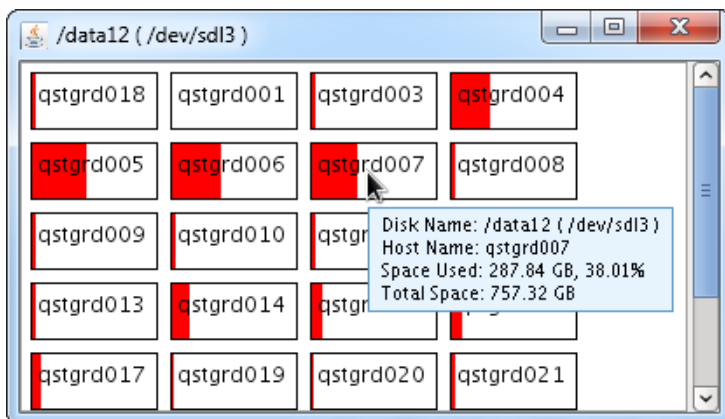 /data12 ( /dev/sdl3 )
qstgrd018 qstgrd001 qstgrd003 qstgrd004
qstgrd005 qstgrd006 qstgrd007 qstgrd008
qstgrd009 qstgrd010
Disk Name: /data12 ( /dev/sdl3 )
Host Name: qstgrd007
Space Used: 287.84 GB, 38.01%
Total Space: 757.32 GB
qstgrd013 qstgrd014
qstgrd017 qstgrd019 qstgrd020 qstgrd021